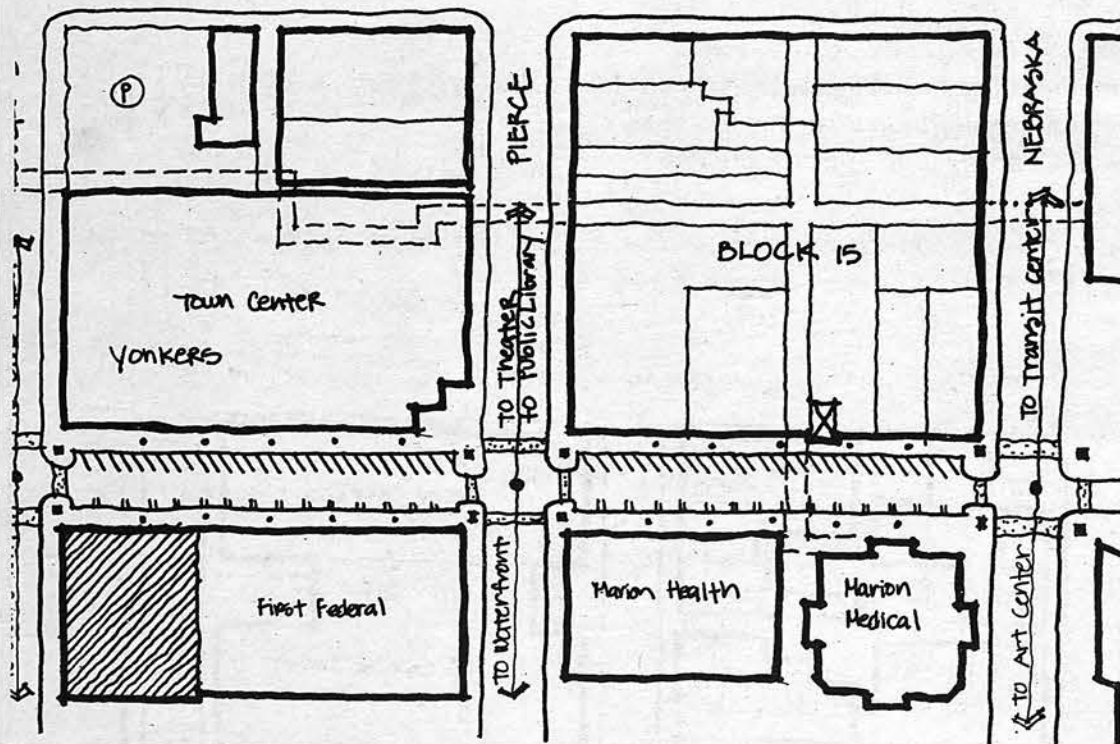 P
PIERCE
NEBRASKA
BLOCK 15
Town Center
YONKERS
TO THEATER
TO Public Library
TO Transit center
First Federal
TO Waterfront
Marion Health
Marion
Medical
TO Art Center